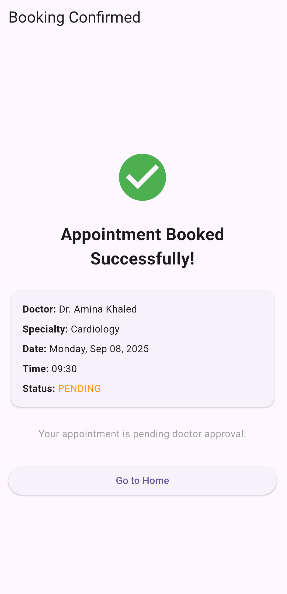 Booking Confirmed
Appointment Booked
Successfully!
Doctor: Dr. Amina Khaled
Specialty: Cardiology
Date: Monday, Sep 08, 2025
Time: 09:30
Status: PENDING
Your appointment is pending doctor approval.
Go to Home